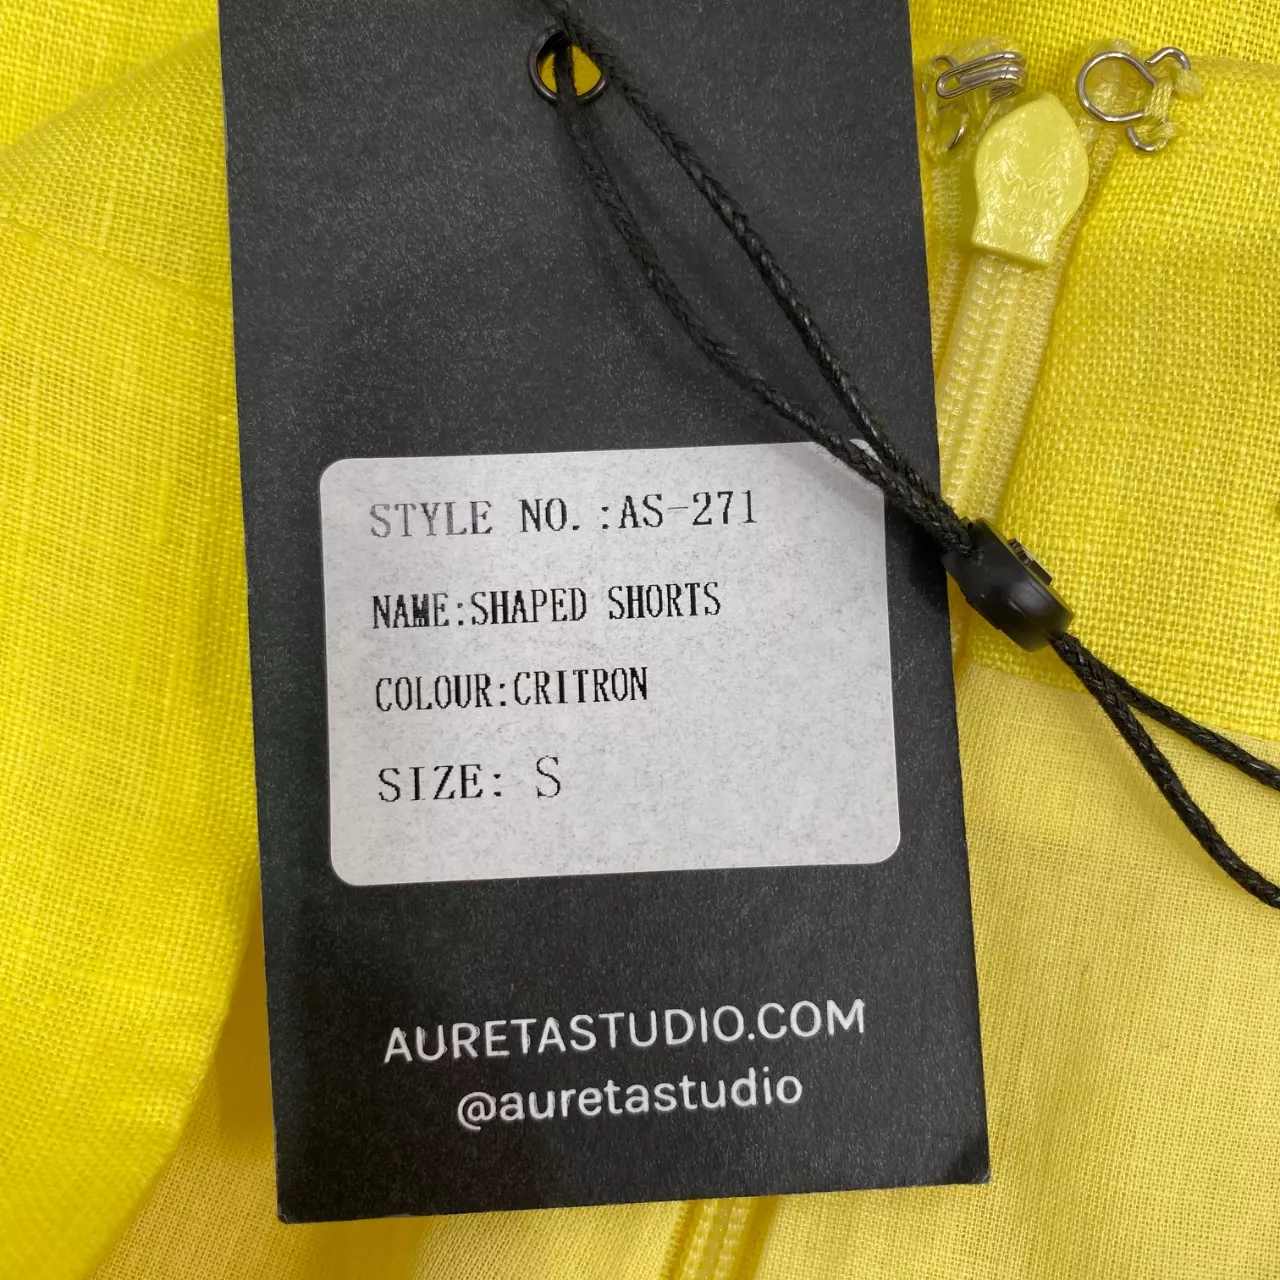 STYLE NO.:AS-271
NAME:SHAPED SHORTS
COLOUR:CRITRON
SIZE: S
AURETASTUDIO.COM
@auretastudio